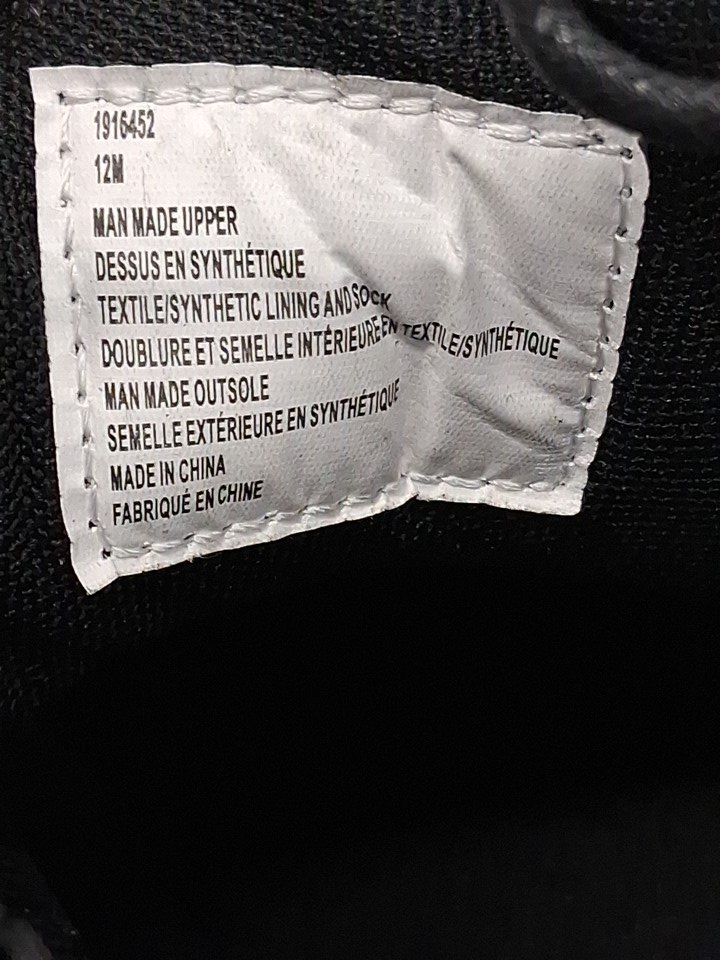 1916452
12M
MAN MADE UPPER
DESSUS EN SYNTHÉTIQUE
TEXTILE/SYNTHETIC LINING AND SOCK
DOUBLURE ET SEMELLE INTÉRIEURE EN TEXTILE/SYNTHÉTIQUE
MAN MADE OUTSOLE
SEMELLE EXTÉRIEURE EN SYNTHÉTIQUE
MADE IN CHINA
FABRIQUÉ EN CHINE